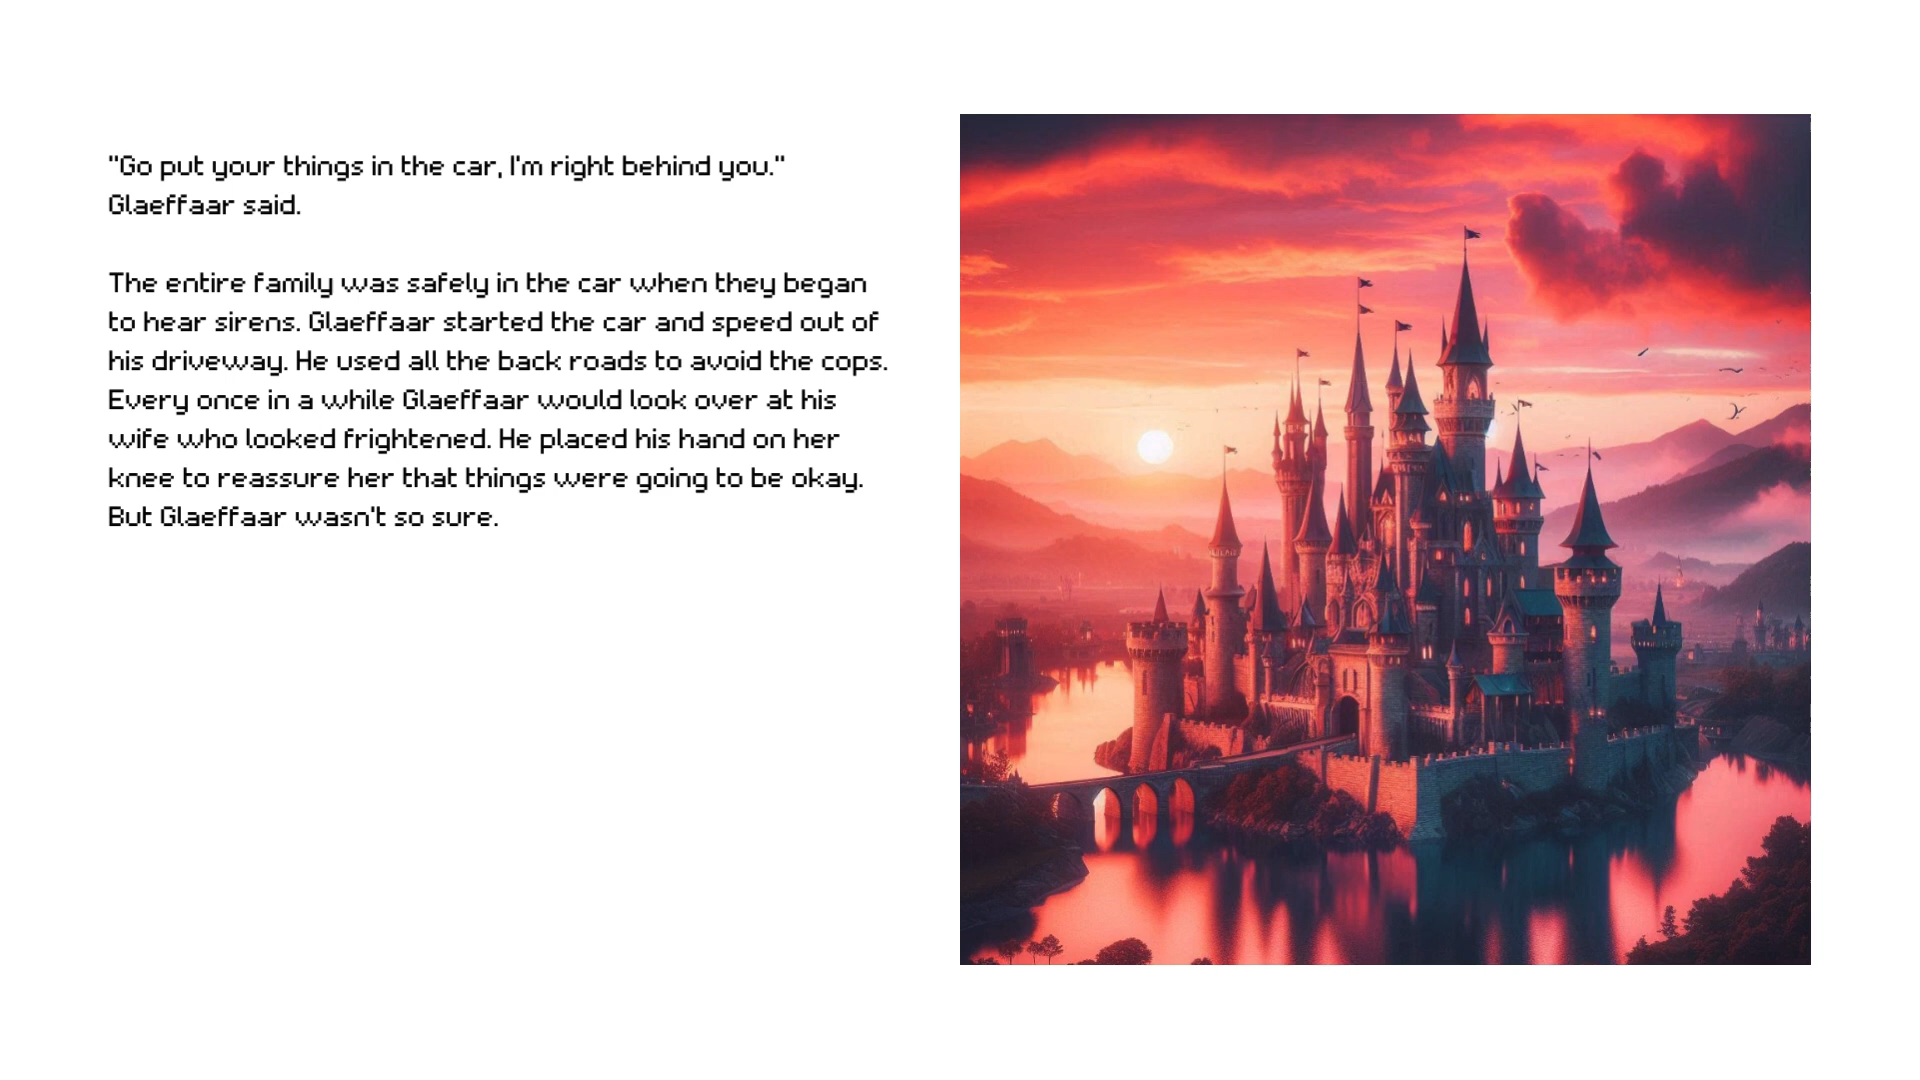 "Go put your things in the car, I'm right behind you."
Glaeffaar said.
The entire family was safely in the car when they began
to hear sirens. Glaeffaar started the car and speed out of
his driveway. He used all the back roads to avoid the cops.
Every once in a while Glaeffaar would look over at his
wife who looked frightened. He placed his hand on her
knee to reassure her that things were going to be okay.
But Glaeffaar wasn't so sure.